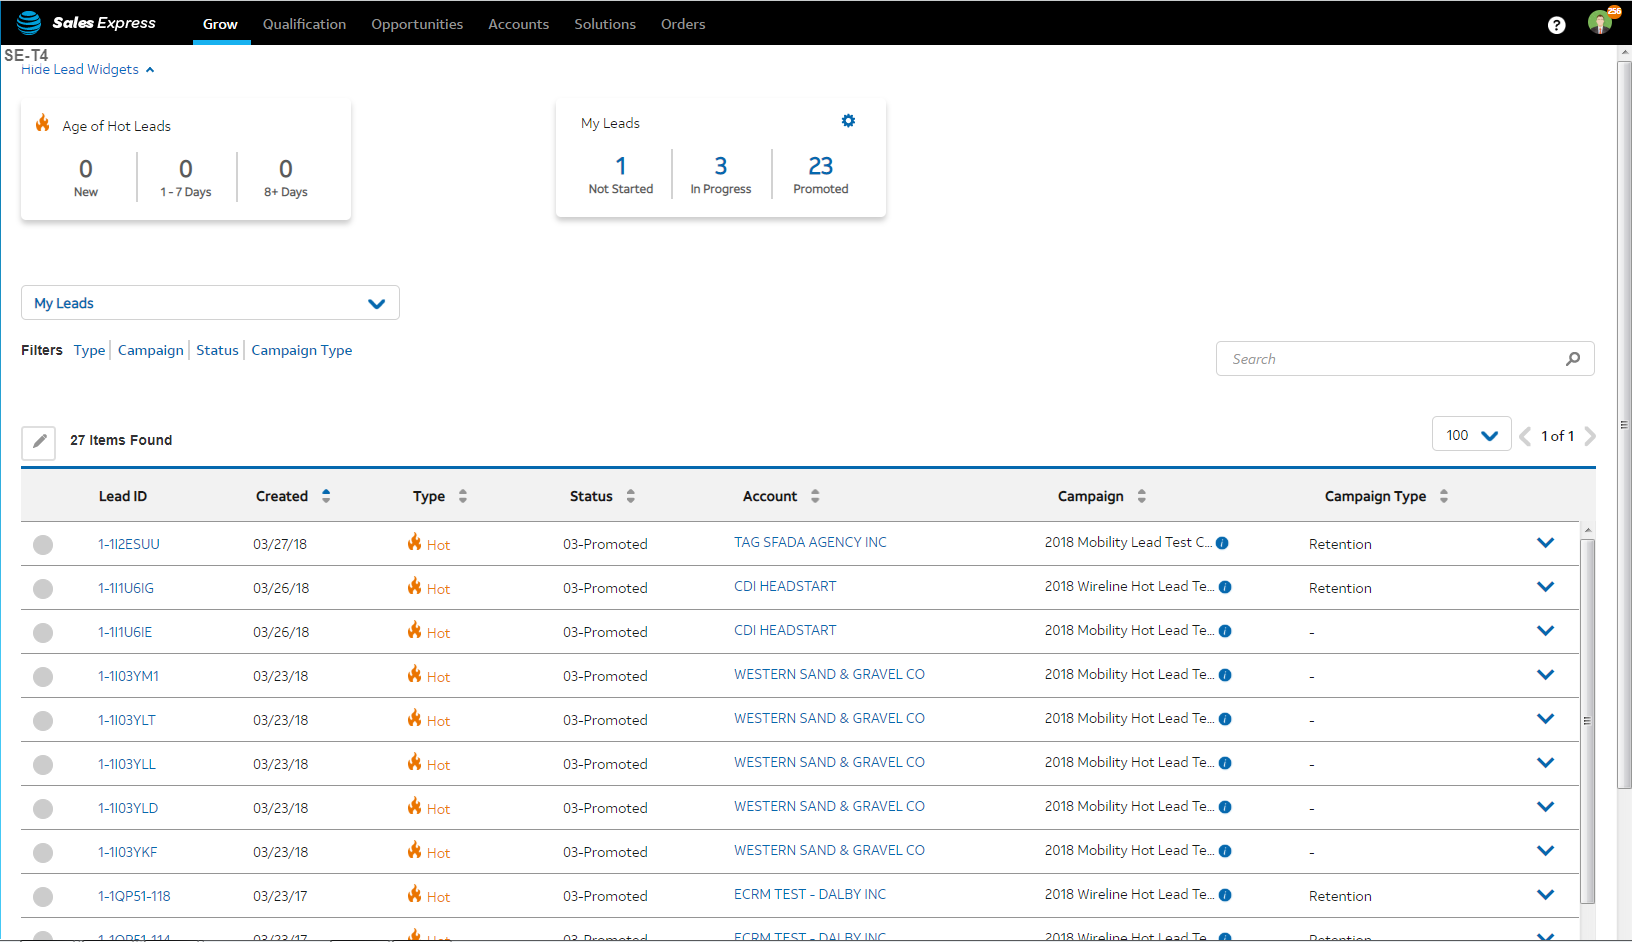 Sales Express Grow Qualification Opportunities Accounts Solutions Orders ? 256
SE-T4
Hide Lead Widgets
Age of Hot Leads
0 0 0
New 1 - 7 Days 8+ Days
My Leads
1 3 23
Not Started In Progress Promoted
My Leads
Filters Type Campaign Status Campaign Type
Search
27 Items Found 100 1 of 1
Lead ID Created Type Status Account Campaign Campaign Type
1-1I2ESUU 03/27/18 Hot 03-Promoted TAG SFADA AGENCY INC 2018 Mobility Lead Test C... i Retention
1-1I1U6IG 03/26/18 Hot 03-Promoted CDI HEADSTART 2018 Wireline Hot Lead Te... i Retention
1-1I1U6IE 03/26/18 Hot 03-Promoted CDI HEADSTART 2018 Mobility Hot Lead Te... i -
1-1I03YM1 03/23/18 Hot 03-Promoted WESTERN SAND & GRAVEL CO 2018 Mobility Hot Lead Te... i -
1-1I03YLT 03/23/18 Hot 03-Promoted WESTERN SAND & GRAVEL CO 2018 Mobility Hot Lead Te... i -
1-1I03YLL 03/23/18 Hot 03-Promoted WESTERN SAND & GRAVEL CO 2018 Mobility Hot Lead Te... i -
1-1I03YLD 03/23/18 Hot 03-Promoted WESTERN SAND & GRAVEL CO 2018 Mobility Hot Lead Te... i -
1-1I03YKF 03/23/18 Hot 03-Promoted WESTERN SAND & GRAVEL CO 2018 Mobility Hot Lead Te... i -
1-1QP51-118 03/23/17 Hot 03-Promoted ECRM TEST - DALBY INC 2018 Wireline Hot Lead Te... i Retention
1-1QP51-114 03/23/17 Hot 03-Promoted ECRM TEST - DALBY INC 2018 Wireline Hot Lead Te... Retention